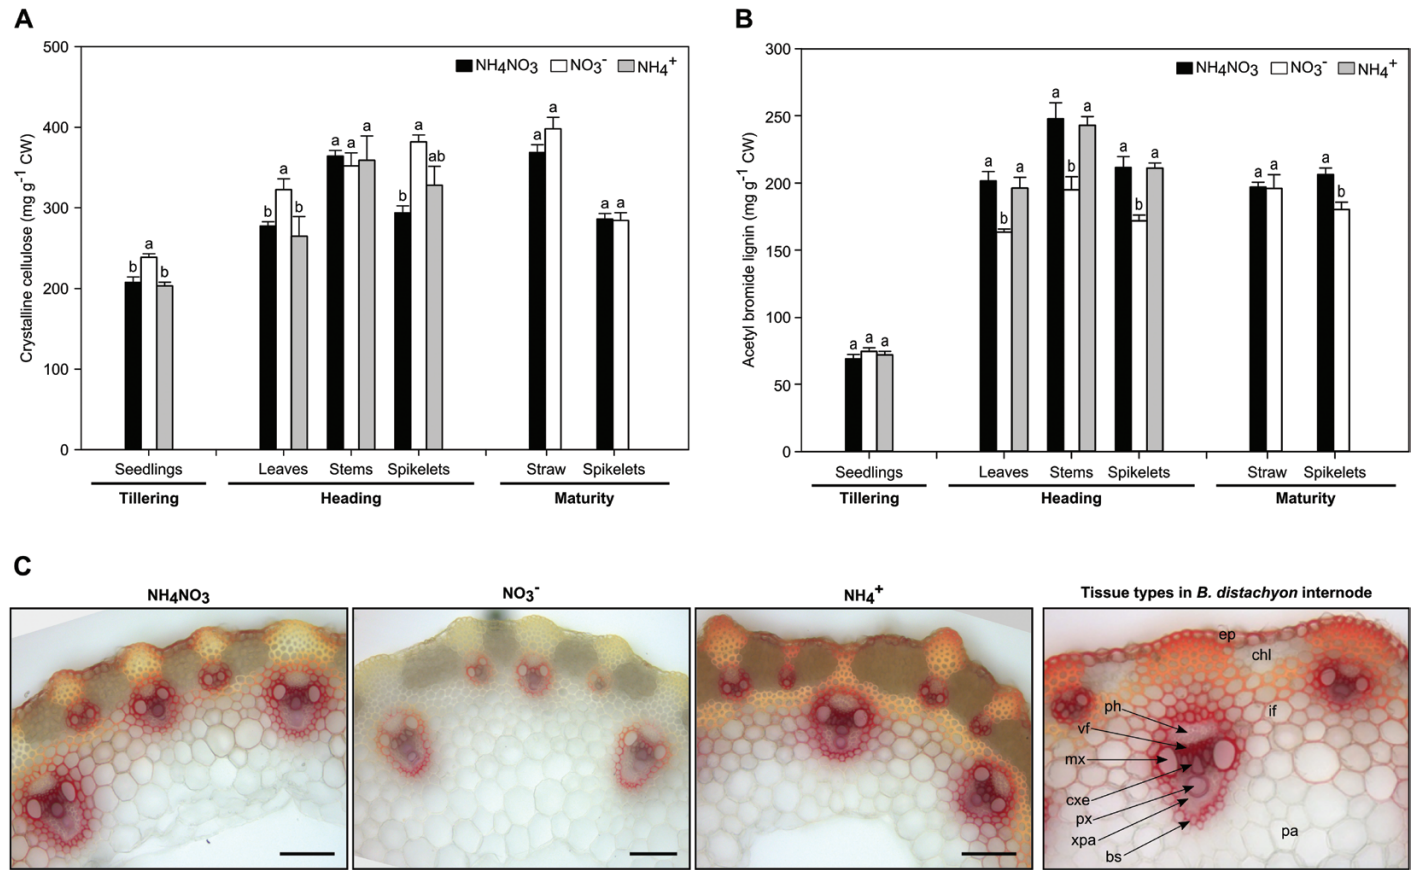 A
500
400
300
200
100
0
Crystalline cellulose (mg g⁻¹ CW)
NH4NO3 NO3⁻ NH4⁺
b a b
b a b
a a a
b a ab
a a
a a
Seedlings Leaves Stems Spikelets Straw Spikelets
Tillering Heading Maturity
B
300
250
200
150
100
50
0
Acetyl bromide lignin (mg g⁻¹ CW)
NH4NO3 NO3⁻ NH4⁺
a a a
a b a
a b a
a b a
a a
a b
Seedlings Leaves Stems Spikelets Straw Spikelets
Tillering Heading Maturity
C
NH4NO3
NO3⁻
NH4⁺
Tissue types in B. distachyon internode
ep
chl
ph
if
vf
mx
cxe
px
xpa
pa
bs